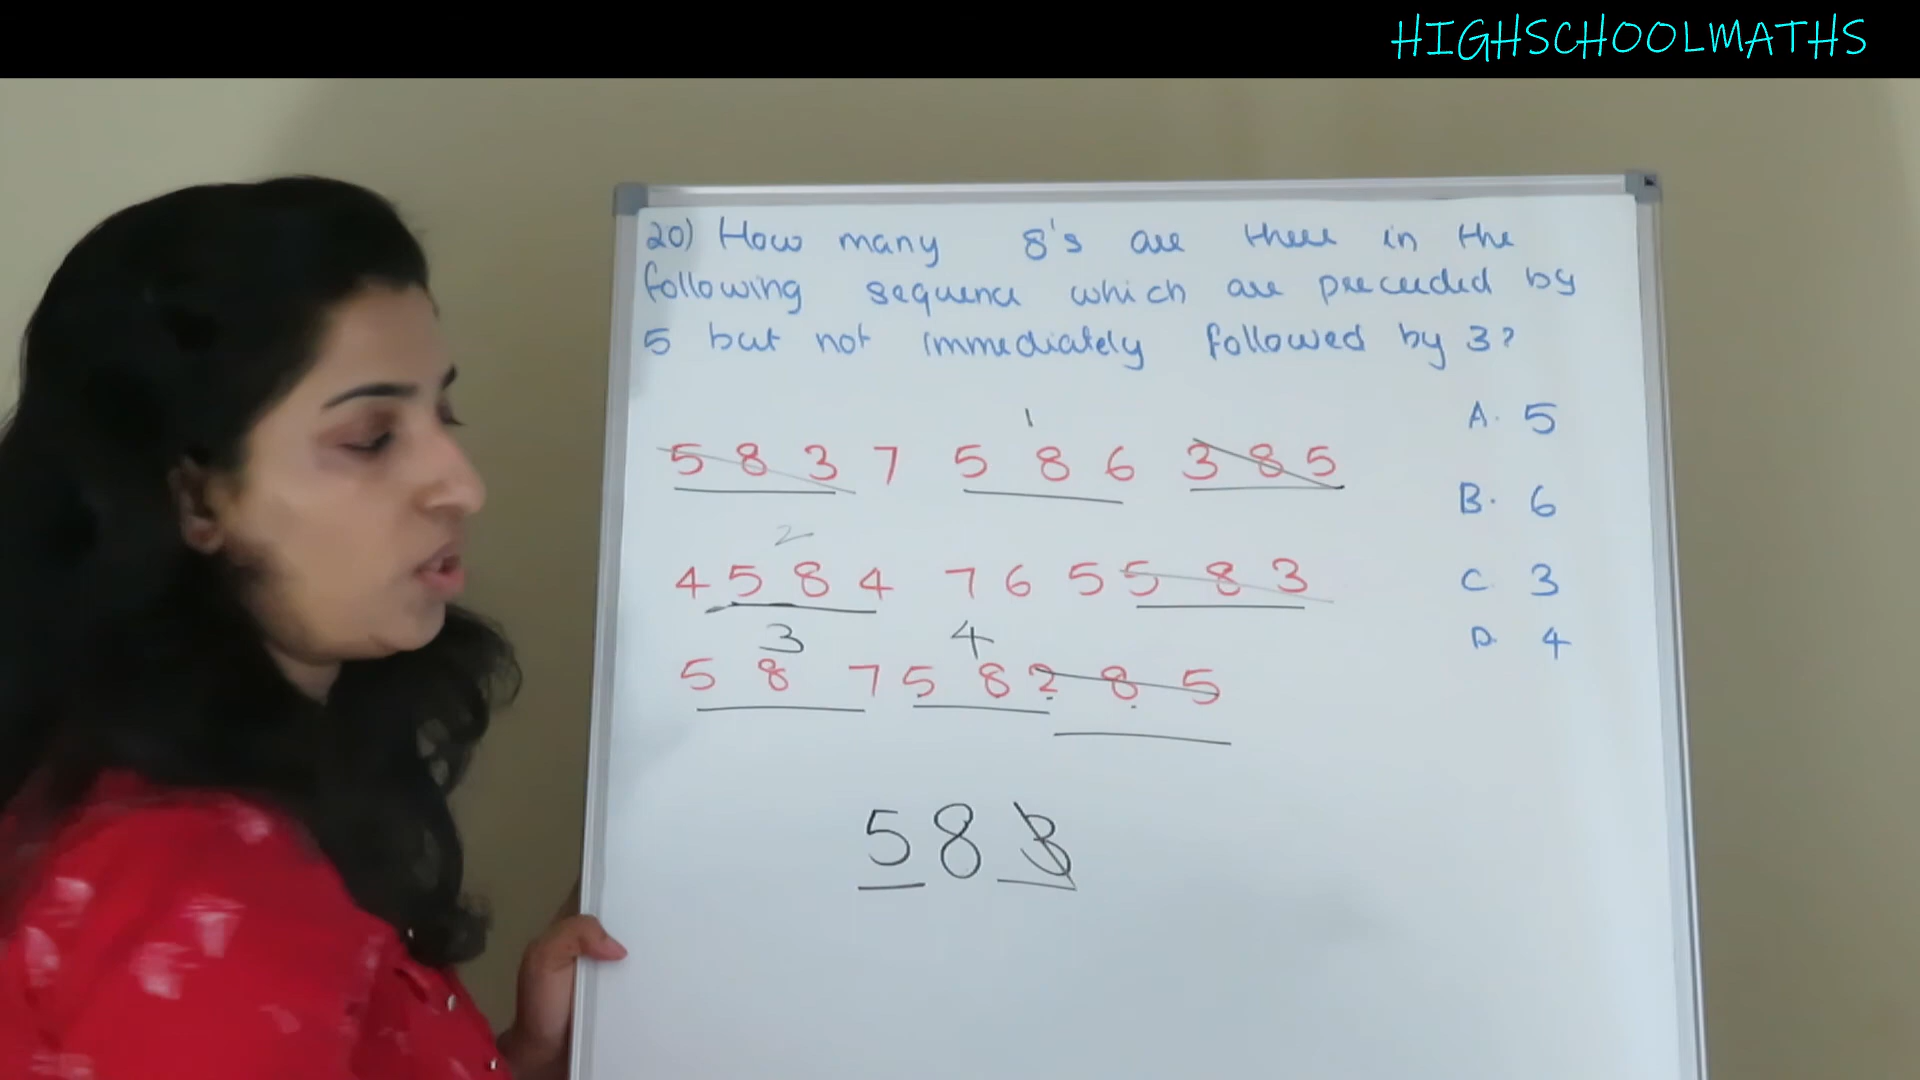 HIGHSCHOOLMATHS
20) How many 8's are there in the
following sequence which are preceeded by
5 but not immediately followed by 3?
A. 5
1
5 8 3 7 5 8 6 3 8 5
B. 6
2
4 5 8 4 7 6 5 5 8 3
C 3
3 4
D. 4
5 8 7 5 8 2 8 5
5 8 3